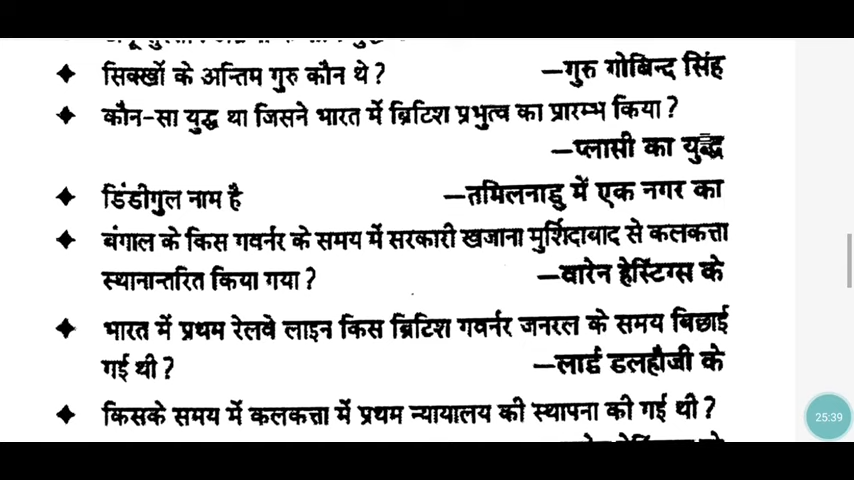 ✦ सिक्खों के अन्तिम गुरु कौन थे ? —गुरु गोबिन्द सिंह
✦ कौन-सा युद्ध था जिसने भारत में ब्रिटिश प्रभुत्व का प्रारम्भ किया ?
—प्लासी का युद्ध
✦ डिंडीगुल नाम है —तमिलनाडु में एक नगर का
✦ बंगाल के किस गवर्नर के समय में सरकारी खजाना मुर्शिदाबाद से कलकत्ता
स्थानान्तरित किया गया ? —वारेन हेस्टिंग्स के
✦ भारत में प्रथम रेलवे लाइन किस ब्रिटिश गवर्नर जनरल के समय बिछाई
गई थी ? —लार्ड डलहौजी के
✦ किसके समय में कलकत्ता में प्रथम न्यायालय की स्थापना की गई थी ?
25:39